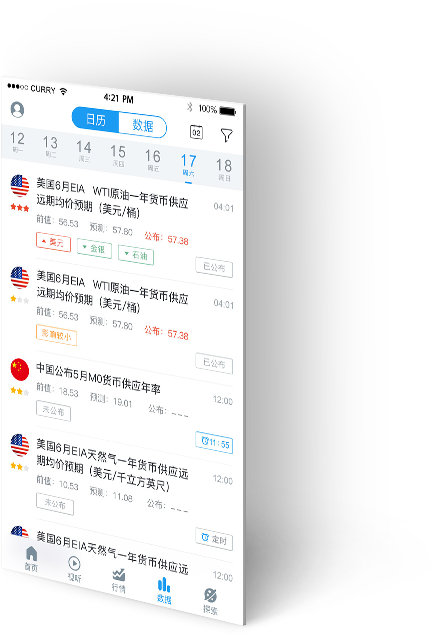 CURRY 4:21 PM 100%
日历 数据 02
12 13 14 15 16 17 18
周一 周二 周三 周四 周五 周六 周日
美国6月EIA WTI原油一年货币供应 04:01
远期均价预期（美元/桶）
前值：56.53 预测：57.80 公布：57.38
美元 金银 石油 已公布
美国6月EIA WTI原油一年货币供应 04:01
远期均价预期（美元/桶）
前值：56.53 预测：57.80 公布：57.38
影响较小 已公布
中国公布5月M0货币供应年率 12:00
前值：18.53 预测：19.01 公布：---
未公布 11:55
美国6月EIA天然气一年货币供应远 12:00
期均价预期（美元/千立方英尺）
前值：10.53 预测：11.08 公布：---
未公布 定时
美国6月EIA天然气一年货币供应远 12:00
首页 视听 行情 数据 探索